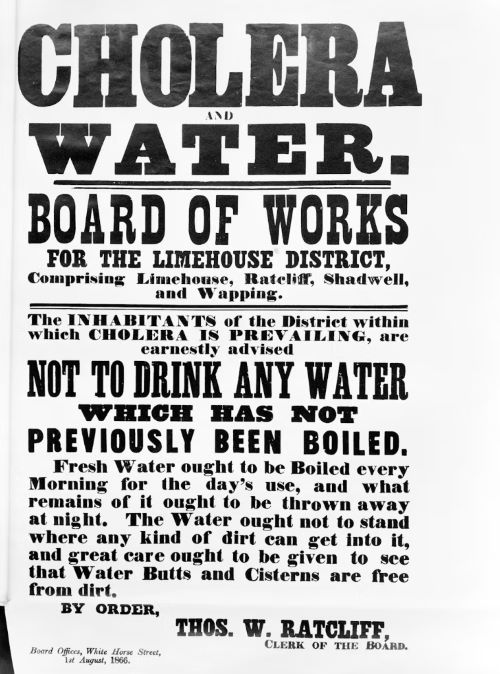 CHOLERA
AND
WATER.
BOARD OF WORKS
FOR THE LIMEHOUSE DISTRICT,
Comprising Limehouse, Ratcliff, Shadwell,
and Wapping.
The INHABITANTS of the District within
which CHOLERA IS PREVAILING, are
earnestly advised
NOT TO DRINK ANY WATER
WHICH HAS NOT
PREVIOUSLY BEEN BOILED.
Fresh Water ought to be Boiled every
Morning for the day's use, and what
remains of it ought to be thrown away
at night. The Water ought not to stand
where any kind of dirt can get into it,
and great care ought to be given to see
that Water Butts and Cisterns are free
from dirt.
BY ORDER,
THOS. W. RATCLIFF,
CLERK OF THE BOARD.
Board Offices, White Horse Street,
1st August, 1866.